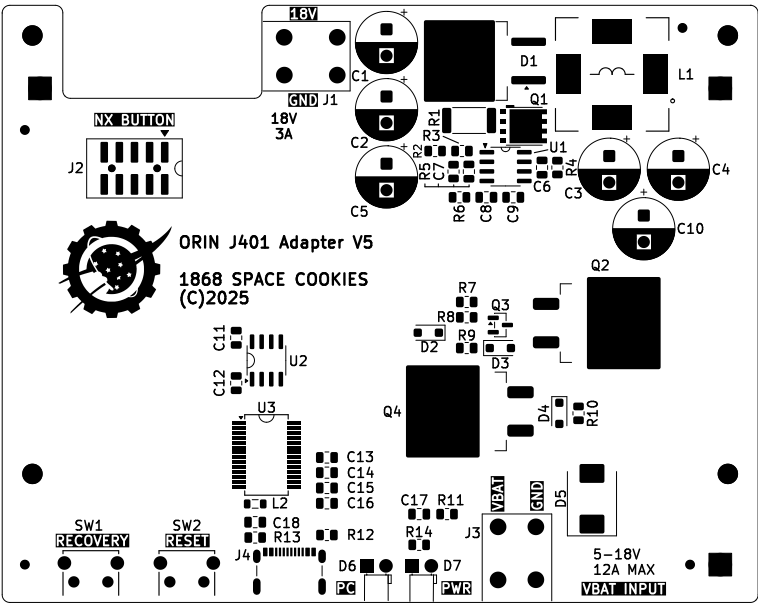 18V
GND J1
18V
3A
NX BUTTON
J2
C1
C2
C5
D1
Q1
L1
R1
R3
R2
R5
C7
U1
C6
R4
C3
C4
R6
C8
C9
C10
ORIN J401 Adapter V5
1868 SPACE COOKIES
(C)2025
Q2
R7
R8
Q3
R9
D2
D3
C11
U2
C12
Q4
D4
R10
U3
C13
C14
C15
C16
L2
C18
R13
R12
C17
R11
R14
VBAT
GND
J3
D5
SW1
RECOVERY
SW2
RESET
J4
D6
D7
PC
PWR
5-18V
12A MAX
VBAT INPUT